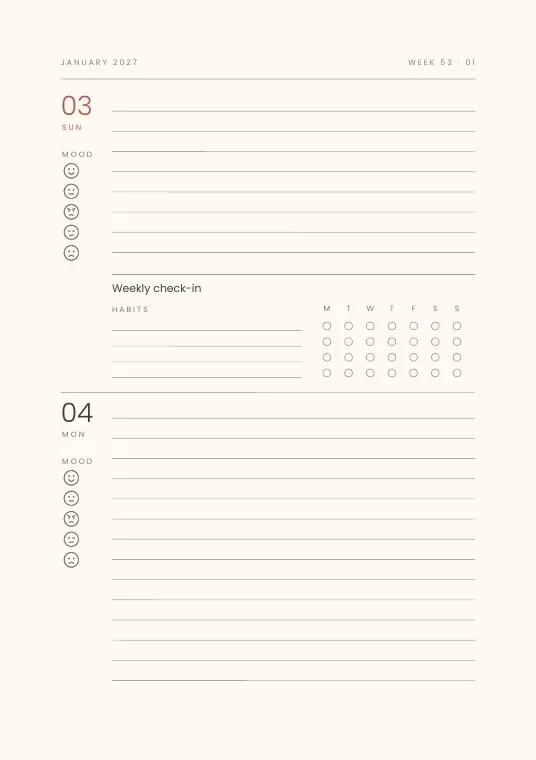 JANUARY 2027 WEEK 53 · 01
03
SUN
MOOD
Weekly check-in
HABITS M T W T F S S
04
MON
MOOD